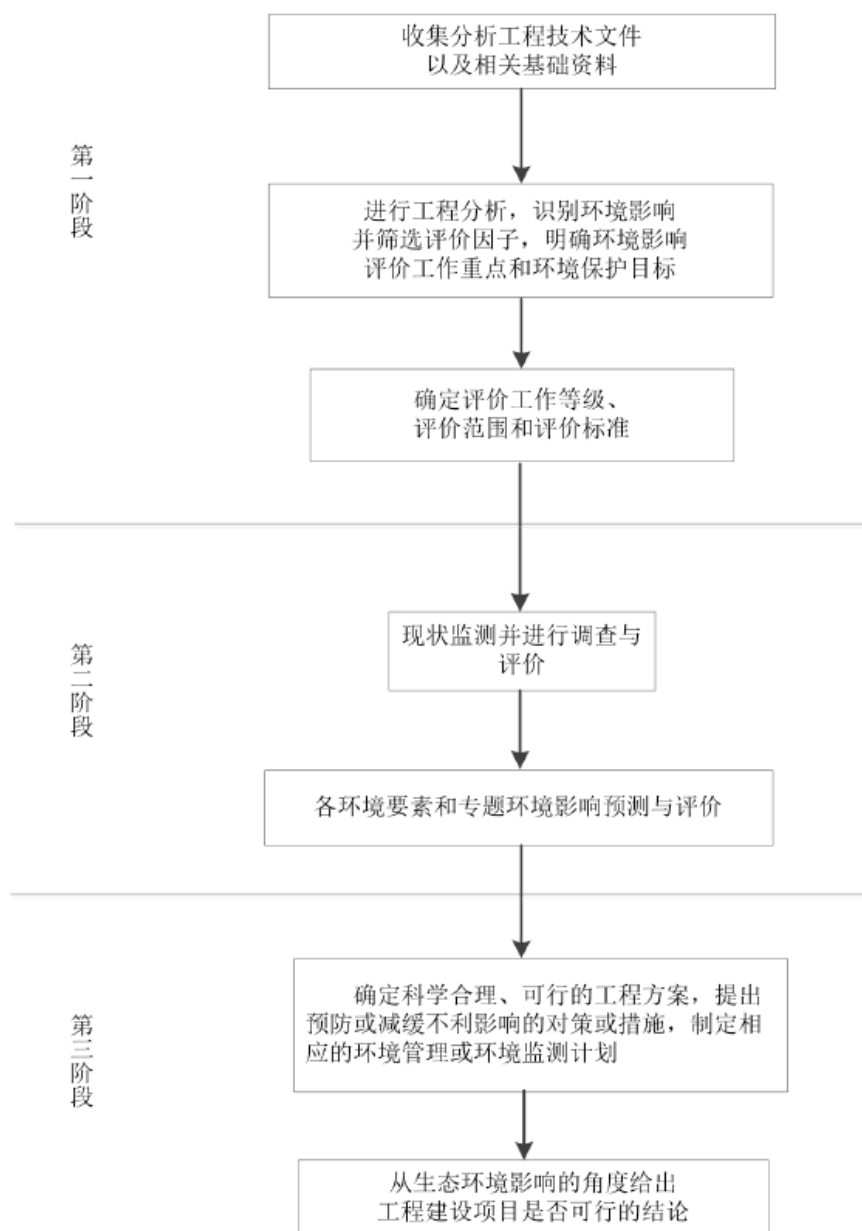 收集分析工程技术文件
以及相关基础资料
第一阶段
进行工程分析，识别环境影响
并筛选评价因子，明确环境影响
评价工作重点和环境保护目标
确定评价工作等级、
评价范围和评价标准
第二阶段
现状监测并进行调查与
评价
各环境要素和专题环境影响预测与评价
第三阶段
确定科学合理、可行的工程方案，提出
预防或减缓不利影响的对策或措施，制定相
应的环境管理或环境监测计划
从生态环境影响的角度给出
工程建设项目是否可行的结论